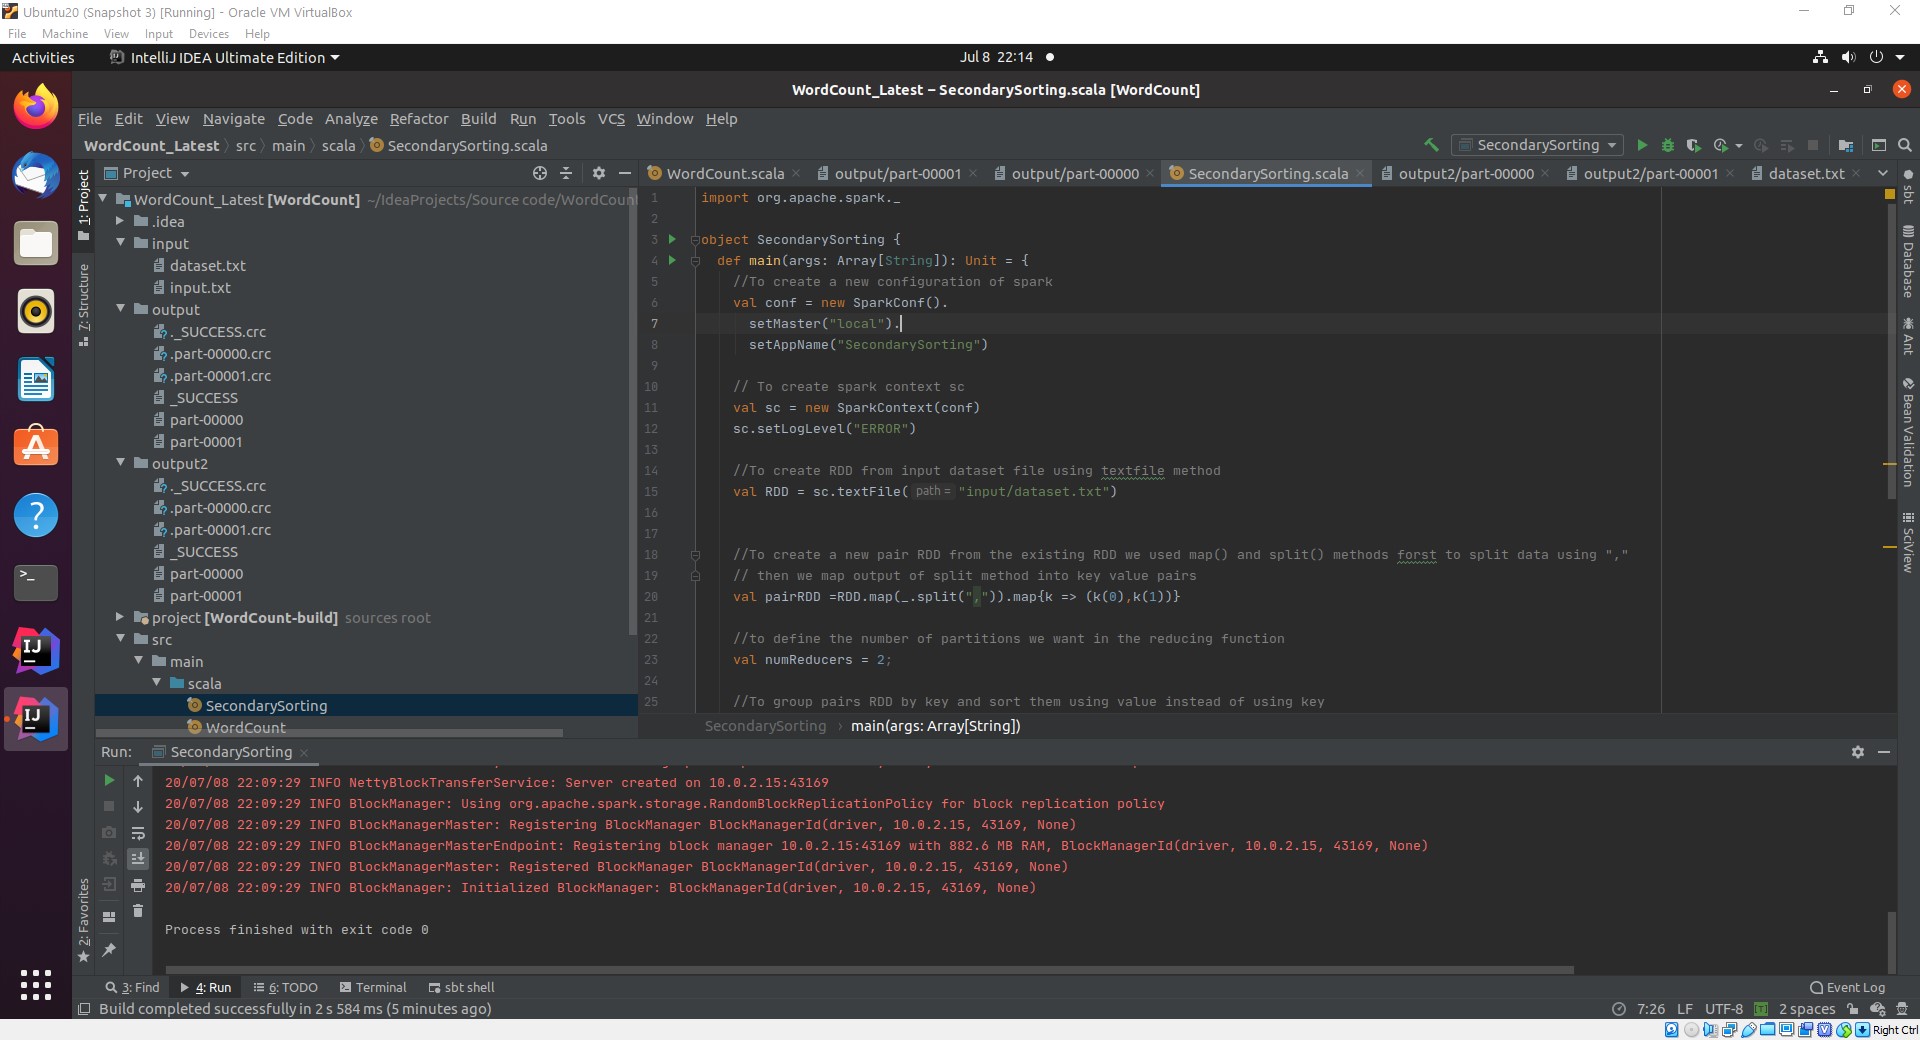 Ubuntu20 (Snapshot 3) [Running] - Oracle VM VirtualBox
File Machine View Input Devices Help
Activities IntelliJ IDEA Ultimate Edition Jul 8 22:14
WordCount_Latest – SecondarySorting.scala [WordCount]
File Edit View Navigate Code Analyze Refactor Build Run Tools VCS Window Help
WordCount_Latest src main scala SecondarySorting.scala SecondarySorting
Project
WordCount.scala output/part-00001 output/part-00000 SecondarySorting.scala output2/part-00000 output2/part-00001 dataset.txt
1: Project
7: Structure
2: Favorites
WordCount_Latest [WordCount] ~/IdeaProjects/Source code/WordCoun
.idea
input
dataset.txt
input.txt
output
._SUCCESS.crc
.part-00000.crc
.part-00001.crc
_SUCCESS
part-00000
part-00001
output2
._SUCCESS.crc
.part-00000.crc
.part-00001.crc
_SUCCESS
part-00000
part-00001
project [WordCount-build] sources root
src
main
scala
SecondarySorting
WordCount
1 import org.apache.spark._
2
3 object SecondarySorting {
4 def main(args: Array[String]): Unit = {
5 //To create a new configuration of spark
6 val conf = new SparkConf().
7 setMaster("local").
8 setAppName("SecondarySorting")
9
10 // To create spark context sc
11 val sc = new SparkContext(conf)
12 sc.setLogLevel("ERROR")
13
14 //To create RDD from input dataset file using textfile method
15 val RDD = sc.textFile( path = "input/dataset.txt")
16
17
18 //To create a new pair RDD from the existing RDD we used map() and split() methods forst to split data using ","
19 // then we map output of split method into key value pairs
20 val pairRDD =RDD.map(_.split(",")).map{k => (k(0),k(1))}
21
22 //to define the number of partitions we want in the reducing function
23 val numReducers = 2;
24
25 //To group pairs RDD by key and sort them using value instead of using key
SecondarySorting main(args: Array[String])
sbt
Database
Ant
Bean Validation
SciView
Run: SecondarySorting
20/07/08 22:09:29 INFO NettyBlockTransferService: Server created on 10.0.2.15:43169
20/07/08 22:09:29 INFO BlockManager: Using org.apache.spark.storage.RandomBlockReplicationPolicy for block replication policy
20/07/08 22:09:29 INFO BlockManagerMaster: Registering BlockManager BlockManagerId(driver, 10.0.2.15, 43169, None)
20/07/08 22:09:29 INFO BlockManagerMasterEndpoint: Registering block manager 10.0.2.15:43169 with 882.6 MB RAM, BlockManagerId(driver, 10.0.2.15, 43169, None)
20/07/08 22:09:29 INFO BlockManagerMaster: Registered BlockManager BlockManagerId(driver, 10.0.2.15, 43169, None)
20/07/08 22:09:29 INFO BlockManager: Initialized BlockManager: BlockManagerId(driver, 10.0.2.15, 43169, None)
Process finished with exit code 0
3: Find 4: Run 6: TODO Terminal sbt shell Event Log
Build completed successfully in 2 s 584 ms (5 minutes ago) 7:26 LF UTF-8 2 spaces
Right Ctrl